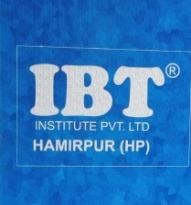 IBT®
INSTITUTE PVT. LTD
HAMIRPUR (HP)